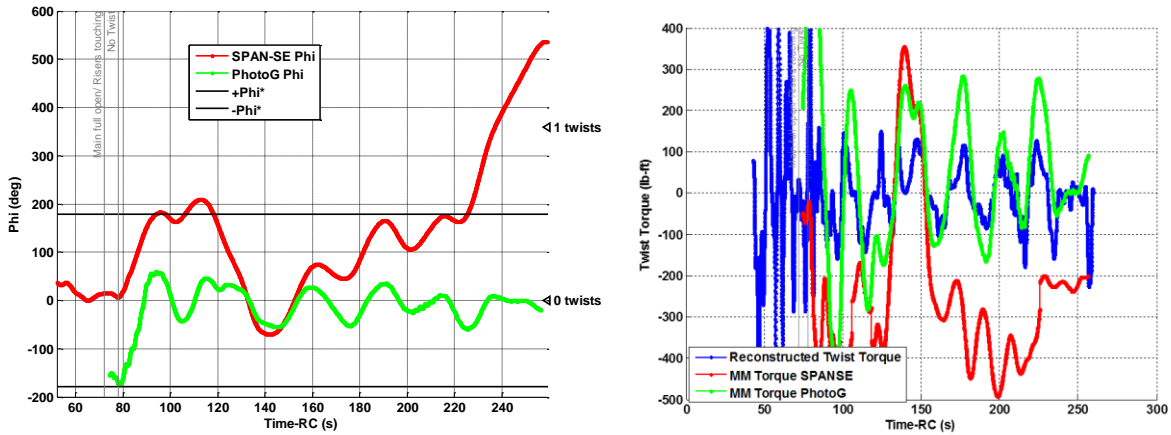 600
500
400
300
200
100
0
-100
-200
Phi (deg)
60 80 100 120 140 160 180 200 220 240
Time-RC (s)
Main full open/ Risers touching
No Twist
SPAN-SE Phi
PhotoG Phi
+Phi*
-Phi*
1 twists
0 twists
400
300
200
100
0
-100
-200
-300
-400
-500
Twist Torque (lb-ft)
0 50 100 150 200 250 300
Time-RC (s)
No Twist
Reconstructed Twist Torque
MM Torque SPANSE
MM Torque PhotoG